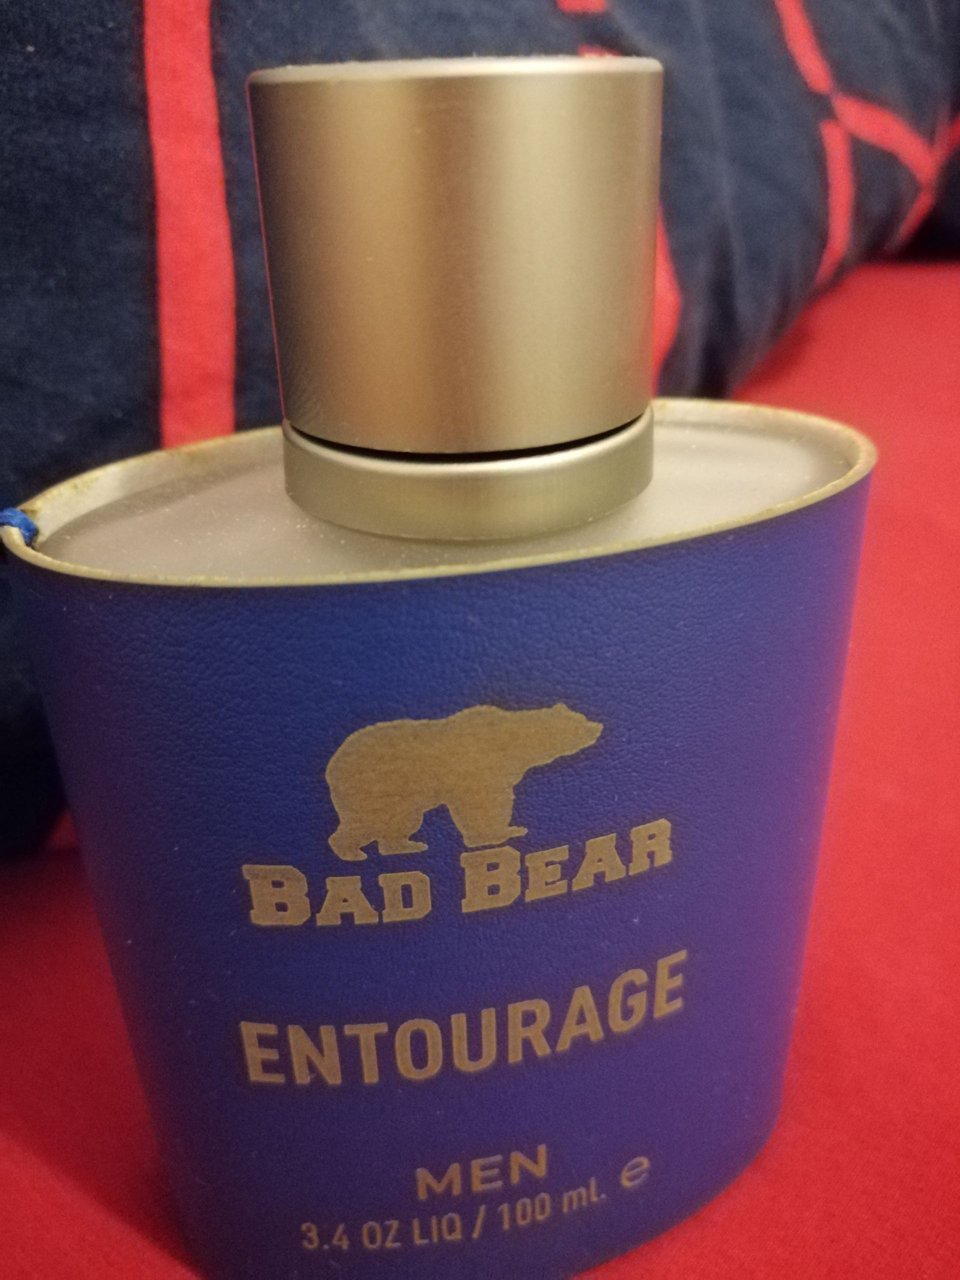 BAD BEAR
ENTOURAGE
MEN
3.4 OZ LIQ / 100 ml. e